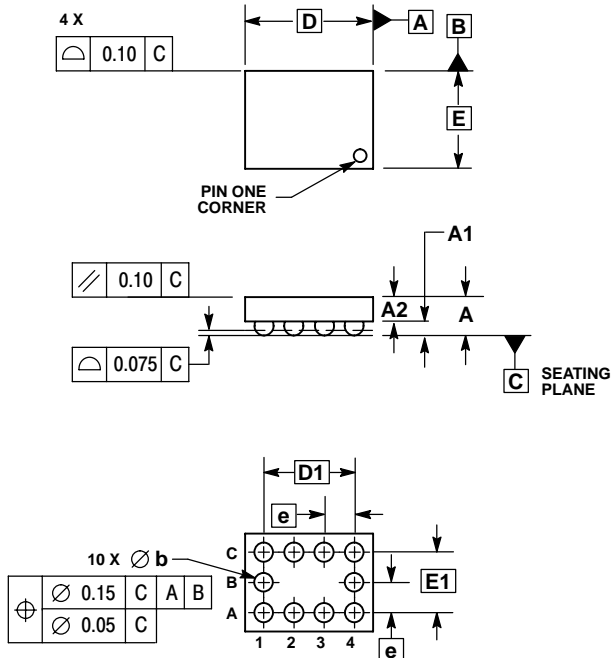 4 X
D
A
B
⌓ 0.10 C
E
PIN ONE
CORNER
A1
⫽ 0.10 C
A2
A
⌓ 0.075 C
C
SEATING
PLANE
D1
e
10 X ∅ b
C
B
A
E1
⌖ ∅ 0.15 C A B
∅ 0.05 C
1 2 3 4
e